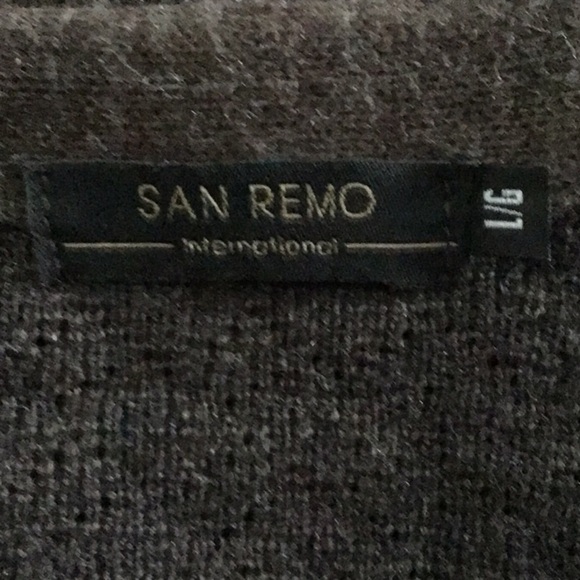 SAN REMO
International
L/G